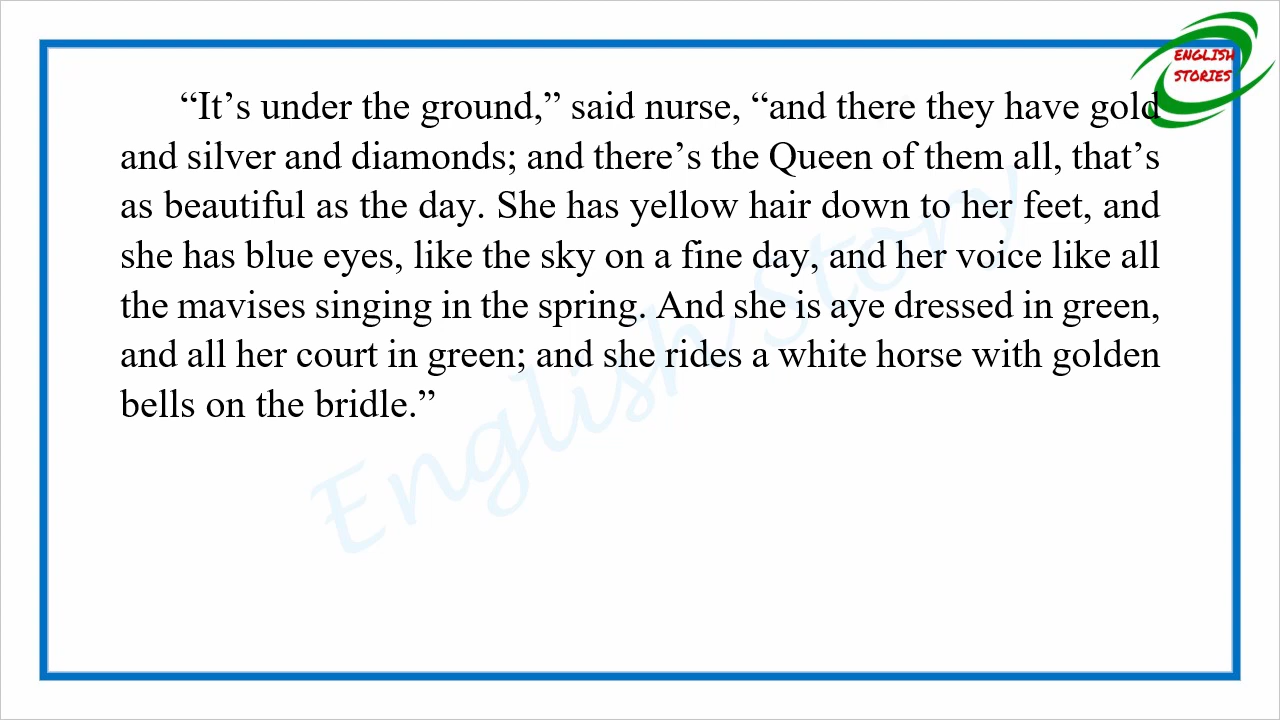 ENGLISH
STORIES
“It’s under the ground,” said nurse, “and there they have gold
and silver and diamonds; and there’s the Queen of them all, that’s
as beautiful as the day. She has yellow hair down to her feet, and
she has blue eyes, like the sky on a fine day, and her voice like all
the mavises singing in the spring. And she is aye dressed in green,
and all her court in green; and she rides a white horse with golden
bells on the bridle.”
English Story